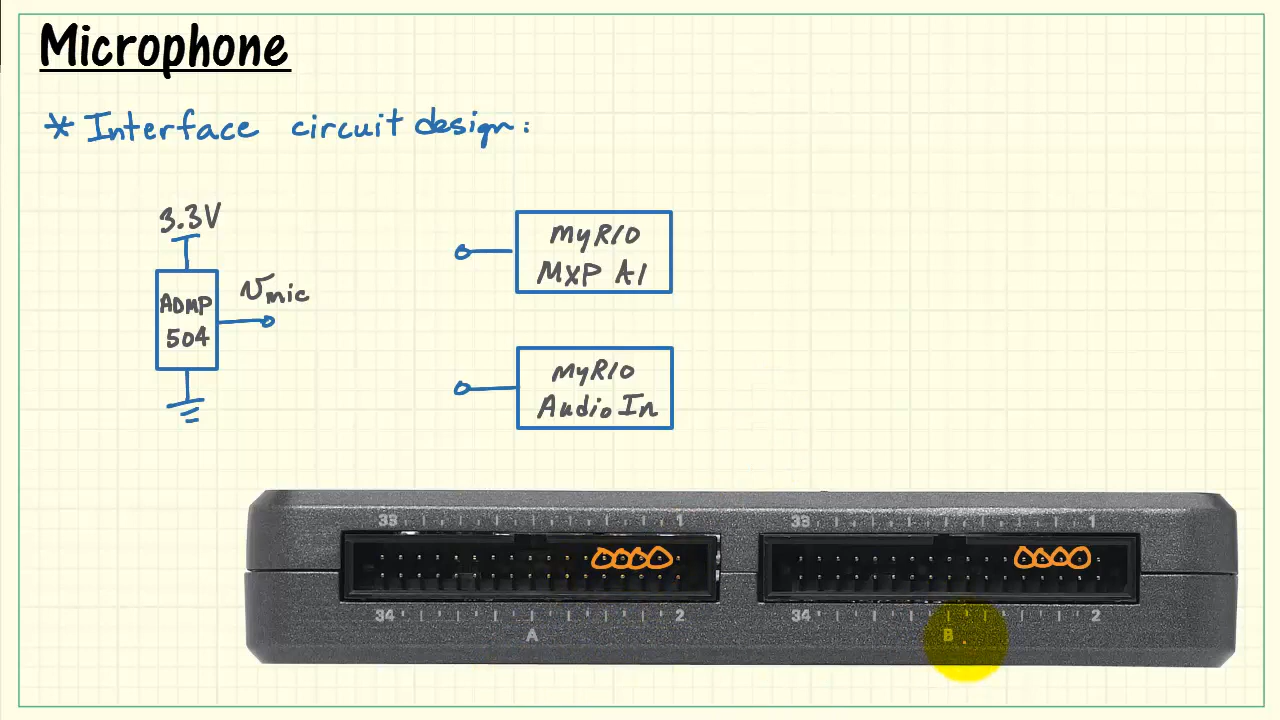 Microphone
* Interface circuit design:
3.3V
ADMP
504
vmic
MyRIO
MXP AI
MyRIO
Audio In
33
1
33
1
34
2
34
2
A
B